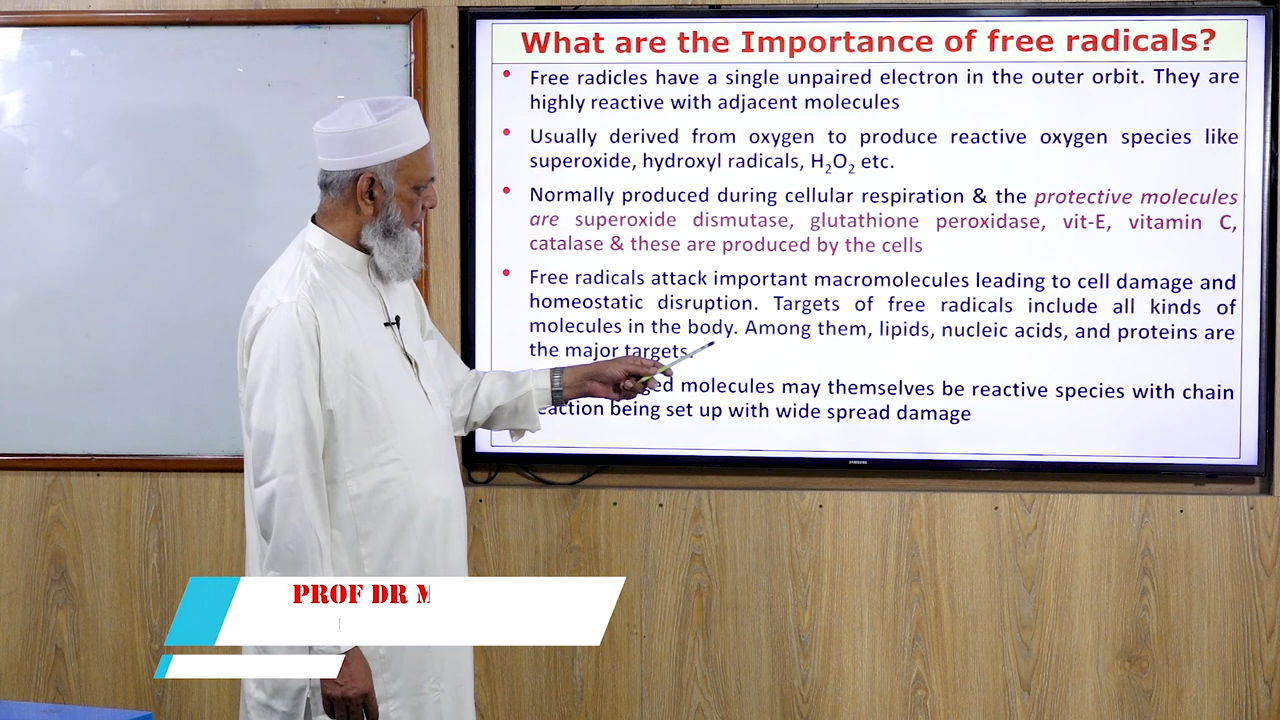 What are the Importance of free radicals?
• Free radicles have a single unpaired electron in the outer orbit. They are
highly reactive with adjacent molecules
• Usually derived from oxygen to produce reactive oxygen species like
superoxide, hydroxyl radicals, H₂O₂ etc.
• Normally produced during cellular respiration & the protective molecules
are superoxide dismutase, glutathione peroxidase, vit-E, vitamin C,
catalase & these are produced by the cells
• Free radicals attack important macromolecules leading to cell damage and
homeostatic disruption. Targets of free radicals include all kinds of
molecules in the body. Among them, lipids, nucleic acids, and proteins are
the major targets.
molecules may themselves be reactive species with chain
being set up with wide spread damage
SAMSUNG
PROF DR M